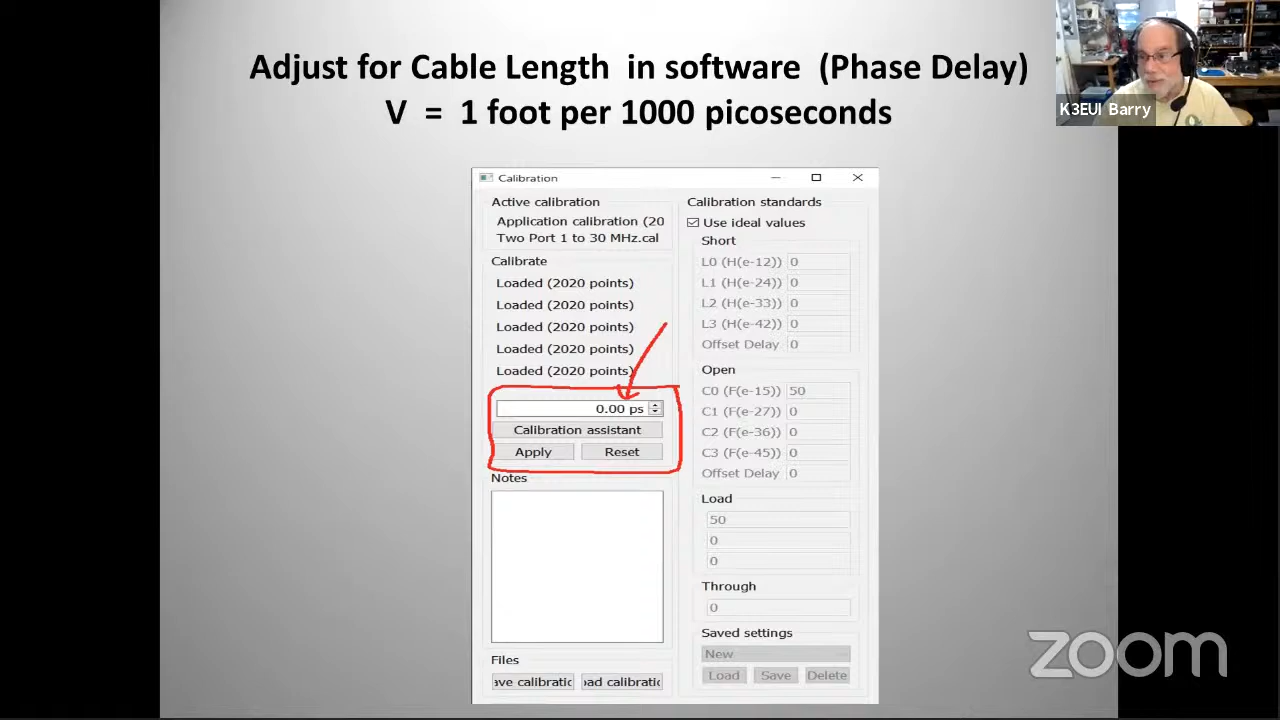 Adjust for Cable Length in software (Phase Delay)
V = 1 foot per 1000 picoseconds
K3EUI Barry
Calibration
Active calibration
Application calibration (20
Two Port 1 to 30 MHz.cal
Calibrate
Loaded (2020 points)
Loaded (2020 points)
Loaded (2020 points)
Loaded (2020 points)
Loaded (2020 points)
0.00 ps
Calibration assistant
Apply Reset
Notes
Files
ave calibratic oad calibratic
Calibration standards
Use ideal values
Short
L0 (H(e-12)) 0
L1 (H(e-24)) 0
L2 (H(e-33)) 0
L3 (H(e-42)) 0
Offset Delay 0
Open
C0 (F(e-15)) 50
C1 (F(e-27)) 0
C2 (F(e-36)) 0
C3 (F(e-45)) 0
Offset Delay 0
Load
50
0
0
Through
0
Saved settings
New
Load Save Delete
zoom